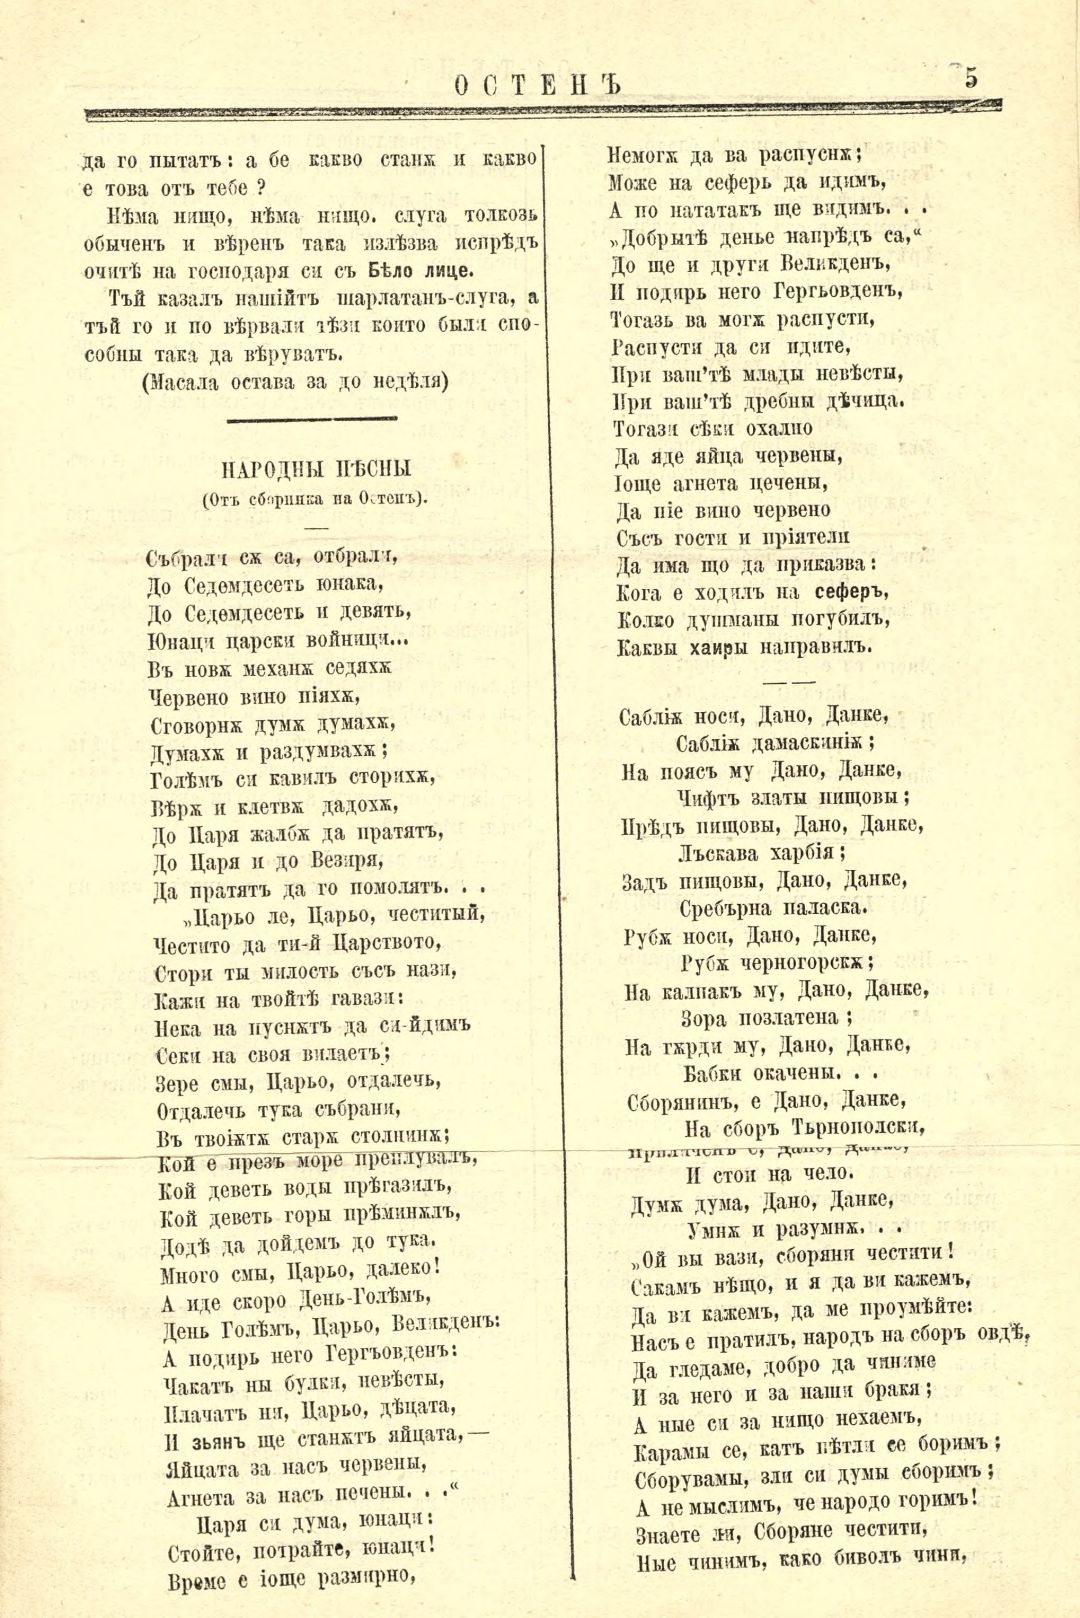 ОСТЕНЪ
5
да го пытатъ: а бе какво станѫ и какво
е това отъ тебе?
Нѣма нищо, нѣма нищо. слуга толкозь
обыченъ и вѣренъ така излѣзва испрѣдъ
очитѣ на господаря си съ Бѣло лице.
Тъй казалъ нашійтъ шарлатанъ-слуга, а
тъй го и по вѣрвали тѣзи които были спо-
собны така да вѣруватъ.
(Масала остава за до недѣля)
НАРОДНЫ ПѢСНЫ
(Отъ сборника на Остенъ).
Събрали сѫ са, отбрали,
До Седемдесеть юнака,
До Седемдесеть и девять,
Юнаци царски войници...
Въ новѫ механѫ седяхѫ
Червено вино піяхѫ,
Сговорнѫ думѫ думахѫ,
Думахѫ и раздумвахѫ;
Голѣмъ си кавилъ сторихѫ,
Вѣрѫ и клетвѫ дадохѫ,
До Царя жалбѫ да пратятъ,
До Царя и до Везиря,
Да пратятъ да го помолятъ. . .
„Царьо ле, Царьо, честитый,
Честито да ти-й Царството,
Стори ты милость със нази,
Кажи на твойтѣ гавази:
Нека на пуснѫтъ да си-йдимъ
Секи на своя вилаетъ;
Зере смы, Царьо, отдалечь,
Отдалечь тука събрани,
Въ твоіѫтѫ старѫ столнинѫ;
Кой е презъ море преплувалъ,
Кой деветь воды прѣгазилъ,
Кой деветь горы прѣминѫлъ,
Додѣ да дойдемъ до тука.
Много смы, Царьо, далеко!
А иде скоро День-Голѣмъ,
День Голѣмъ, Царьо, Великденъ:
А подирь него Гергъовденъ:
Чакатъ ны булки, невѣсты,
Плачатъ ни, Царьо, дѣцата,
И зьянъ ще станѫтъ яйцата,—
Яйцата за насъ червены,
Агнета за насъ печены. . .“
Царя си дума, юнаци:
Стойте, потрайте, юнаци!
Време е іоще размирно,
Немогѫ да ва распуснѫ;
Може на сеферь да идимъ,
А по нататакъ ще видимъ. . .
„Добрытѣ денье напрѣдъ са,“
До ще и други Великденъ,
И подирь него Гергьовденъ,
Тогазь ва могѫ распусти,
Распусти да си идите,
При ваш’тѣ млады невѣсты,
При ваш’тѣ дребны дѣчица.
Тогази сѣки охално
Да яде яйца червены,
Іоще агнета цечены,
Да піе вино червено
Със гости и пріятели
Да има що да приказва:
Кога е ходилъ на сеферъ,
Колко душманы погубилъ,
Каквы хаиры направилъ.
Сабліѫ носи, Дано, Данке,
Сабліѫ дамаскиніѫ;
На поясъ му Дано, Данке,
Чифтъ златы пищовы;
Прѣдъ пищовы, Дано, Данке,
Лъскава харбія;
Задъ пищовы, Дано, Данке,
Сребърна паласка.
Рубѫ носи, Дано, Данке,
Рубѫ черногорскѫ;
На калпакъ му, Дано, Данке,
Зора позлатена;
На гѫрди му, Дано, Данке,
Бабки окачены. . .
Сборянинъ, е Дано, Данке,
На сборъ Тьрнополски,
е, Дано, Данке,
И стои на чело.
Думѫ дума, Дано, Данке,
Умнѫ и разумнѫ. . .
„Ой вы вази, сборяни честити!
Сакамъ нѣщо, и я да ви кажемъ,
Да ви кажемъ, да ме проумѣйте:
Насъ е пратилъ, народъ на сборъ овдѣ,
Да гледаме, добро да чиниме
И за него и за наши бракя;
А ные си за нищо нехаемъ,
Карамы се, катъ пѣтли се боримъ;
Сборувамы, зли си думы сборимъ;
А не мыслимъ, че народо горимъ!
Знаете ли, Сборяне честити,
Ные чинимъ, како биволъ чини,